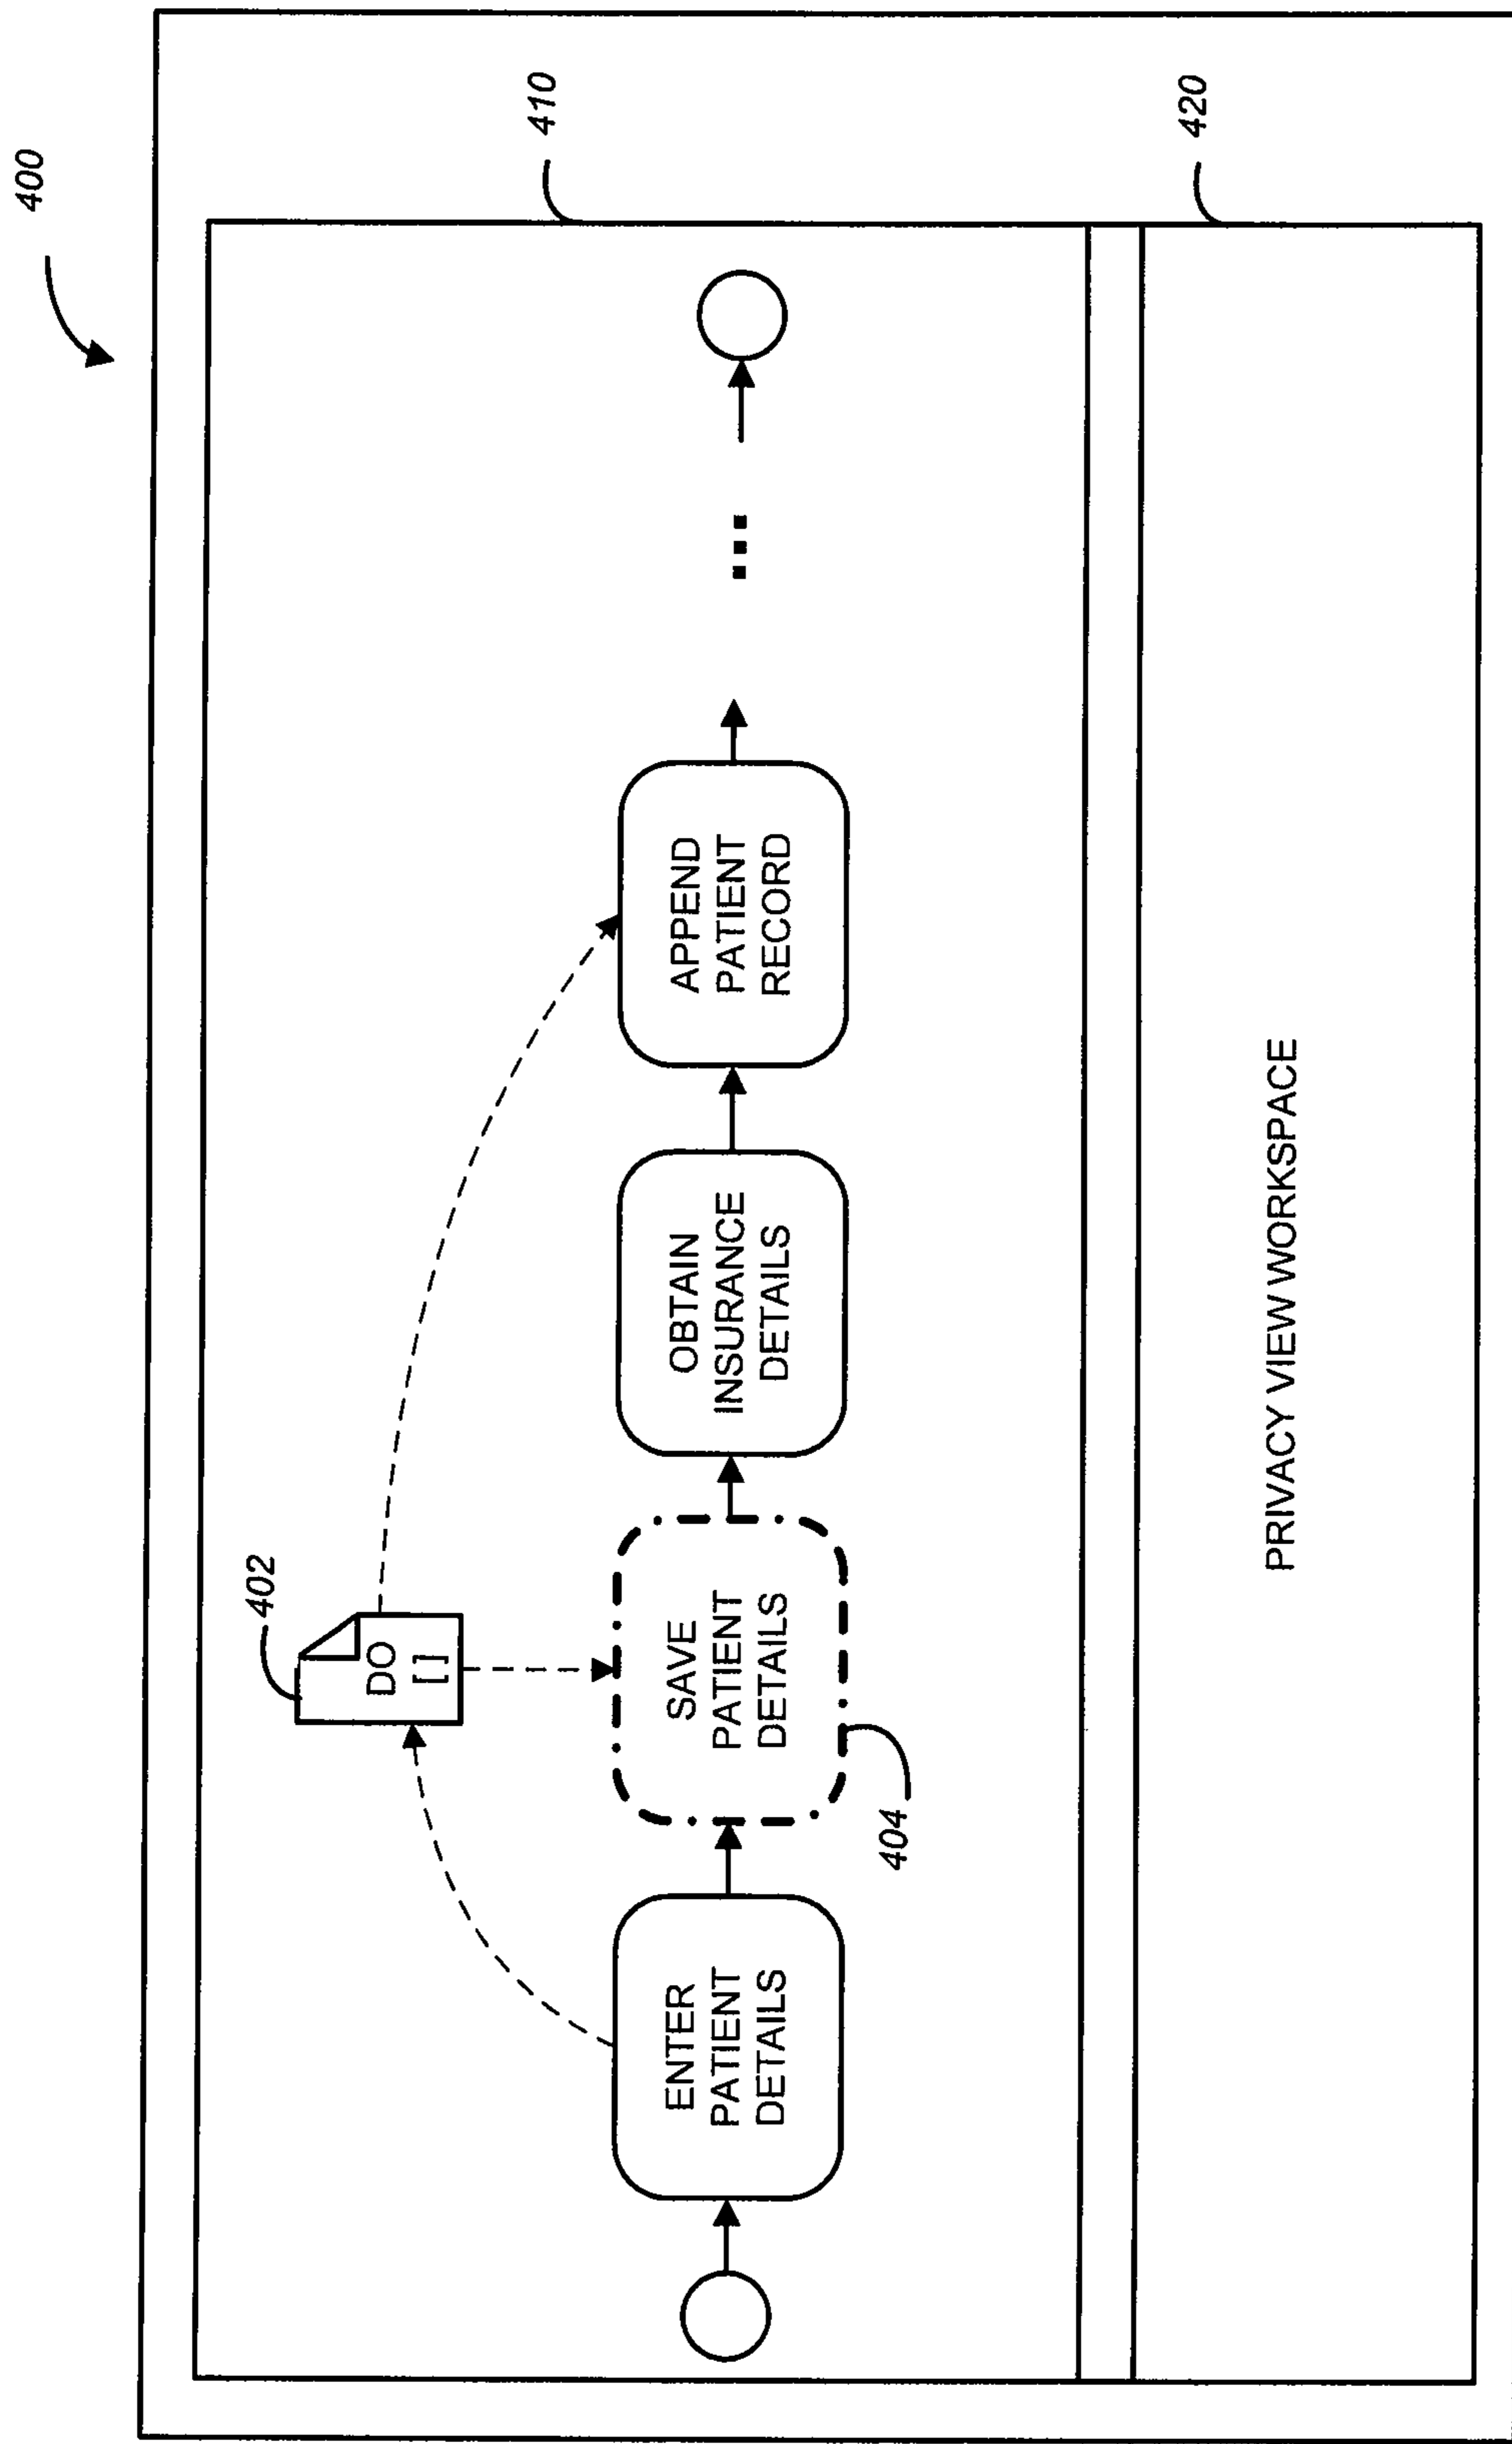 400
410
402
DO
[ ]
ENTER
PATIENT
DETAILS
SAVE
PATIENT
DETAILS
OBTAIN
INSURANCE
DETAILS
APPEND
PATIENT
RECORD
...
404
420
PRIVACY VIEW WORKSPACE